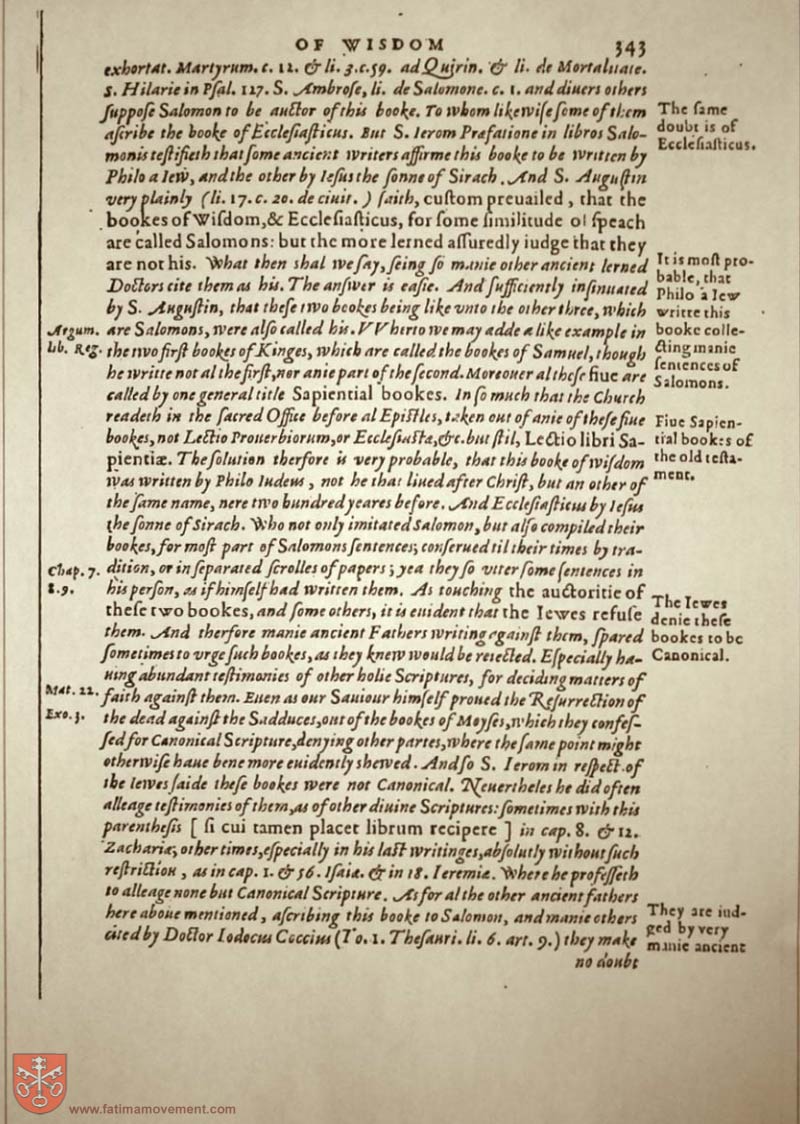 OF WISDOM 343
exhortat. Martyrum. c. 12. & li. 3. c. 59. ad Quirin. & li. de Mortalitate.
S. Hilarie in Pſal. 127. S. Ambroſe, li. de Salomone. c. 1. and diuers others
ſuppoſe Salomon to be auctor of this booke. To whom likewiſe ſome of them
aſcribe the booke of Eccleſiaſticus. But S. Ierom Præfatione in libros Salo-
monis teſtifieth that ſome ancient writers affirme this booke to be written by
Philo a Iew, and the other by Ieſus the ſonne of Sirach. And S. Auguſtin
very plainly (li. 17. c. 20. de ciuit.) ſaith, cuſtom preuailed, that the
bookes of Wiſdom, & Eccleſiaſticus, for ſome ſimilitude of ſpeach
are called Salomons: but the more lerned aſſuredly iudge that they
are not his. What then shal we ſay, ſeing ſo manie other ancient lerned
Doctors cite them as his. The anſwer is eaſie. And ſufficiently inſinuated
by S. Auguſtin, that theſe two bookes being like vnto the other three, which
are Salomons, were alſo called his. VVherto we may adde a like example in
the two firſt bookes of Kinges, which are called the bookes of Samuel, though
he writte not al the firſt, nor anie part of the ſecond. Moreouer al theſe fiue are
called by one general title Sapiential bookes. In ſo much that the Church
readeth in the ſacred Office before al Epiſtles, taken out of anie of theſe fiue
bookes, not Lectio Prouerbiorum, or Eccleſiaſtæ, &c. but ſtil, Lectio libri Sa-
pientiæ. The ſolution therfore is very probable, that this booke of wiſdom
was written by Philo Iudeus, not he that liued after Chriſt, but an other of
the ſame name, nere two hundred yeares before. And Eccleſiaſticus by Ieſus
the ſonne of Sirach. Who not only imitated Salomon, but alſo compiled their
bookes, for moſt part of Salomons ſentences; conſerued til their times by tra-
dition, or in ſeparated ſcrolles of papers; yea they ſo vtter ſome ſentences in
his perſon, as if himſelf had written them. As touching the auctoritie of
theſe two bookes, and ſome others, it is euident that the Iewes refuſe
them. And therfore manie ancient Fathers writing againſt them, ſpared
ſometimes to vrge ſuch bookes, as they knew would be reiected. Eſpecially ha-
uing abundant teſtimonies of other holie Scriptures, for deciding matters of
faith againſt them. Euen as our Sauiour himſelf proued the Reſurrection of
the dead againſt the Sadduces, out of the bookes of Moyſes, which they confeſ-
ſed for Canonical Scripture, denying other partes, where the ſame point might
otherwiſe haue bene more euidently shewed. And ſo S. Ierom in reſpect of
the Iewes ſaide theſe bookes were not Canonical. Neuertheles he did often
alleage teſtimonies of them, as of other diuine Scriptures: ſometimes with this
parentheſis [ ſi cui tamen placet librum recipere ] in cap. 8. & 12.
Zachariæ; other times, eſpecially in his laſt writinges, abſolutly without ſuch
reſtriction, as in cap. 1. & 56. Iſaiæ. & in 18. Ieremiæ. Where he profeſſeth
to alleage none but Canonical Scripture. As for al the other ancient fathers
here aboue mentioned, aſcribing this booke to Salomon, and manie others
cited by Doctor Iodocus Coccius (To. 1. Theſauri. li. 6. art. 9.) they make
no doubt
The ſame
doubt is of
Eccleſiaſticus.
It is moſt pro-
bable, that
Philo a Iew
writte this
booke colle-
cting manie
ſentences of
Salomons.
Fiue Sapien-
tial bookes of
the old teſta-
ment.
The Iewes
denie theſe
bookes to be
Canonical.
They are iud-
ged by very
manie ancient
Argum.
lib. Reg.
Chap. 7.
8. 9.
Mat. 22.
Exo. 3.
www.fatimamovement.com